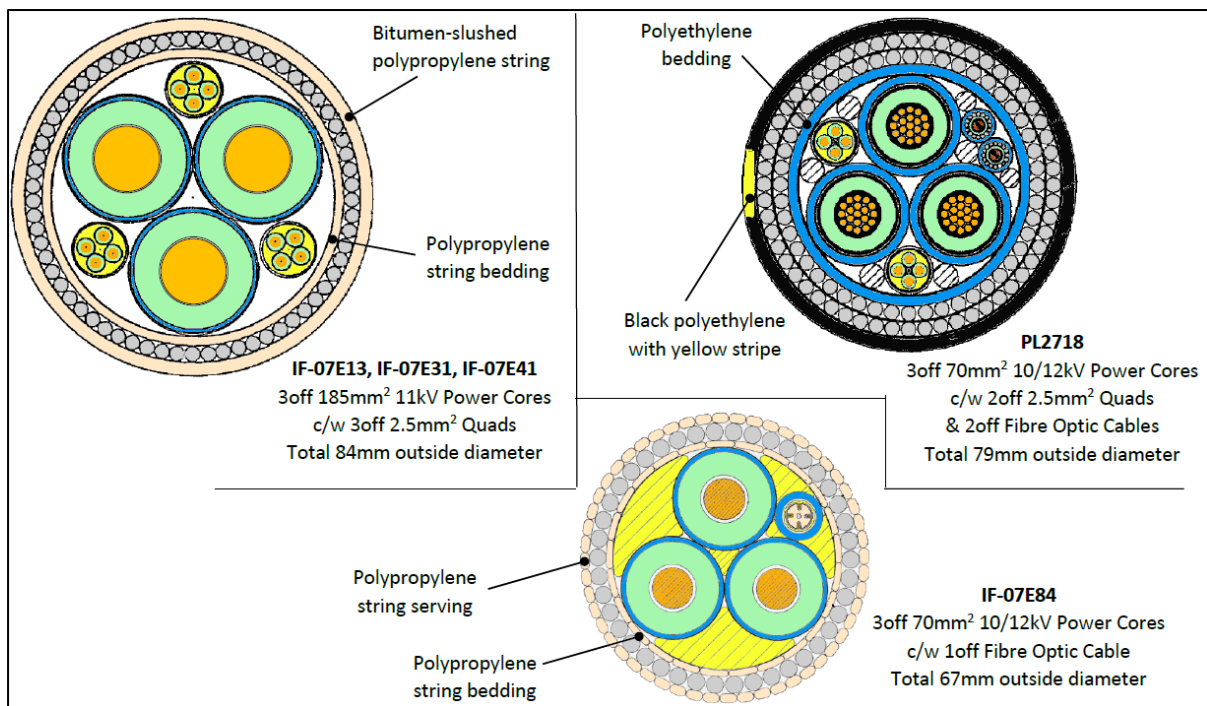 Bitumen-slushed
polypropylene string
Polypropylene
string bedding
IF-07E13, IF-07E31, IF-07E41
3off 185mm² 11kV Power Cores
c/w 3off 2.5mm² Quads
Total 84mm outside diameter
Polyethylene
bedding
Black polyethylene
with yellow stripe
PL2718
3off 70mm² 10/12kV Power Cores
c/w 2off 2.5mm² Quads
& 2off Fibre Optic Cables
Total 79mm outside diameter
Polypropylene
string serving
Polypropylene
string bedding
IF-07E84
3off 70mm² 10/12kV Power Cores
c/w 1off Fibre Optic Cable
Total 67mm outside diameter